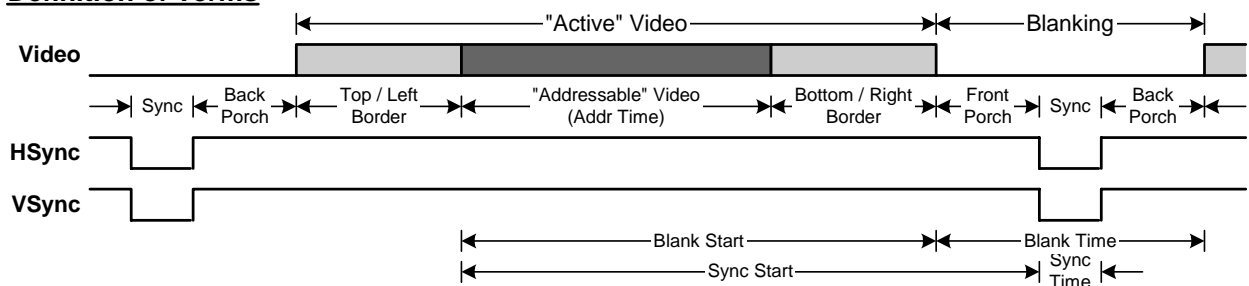 Definition of Terms
"Active" Video
Blanking
Video
Sync
Back Porch
Top / Left Border
"Addressable" Video (Addr Time)
Bottom / Right Border
Front Porch
Sync
Back Porch
HSync
VSync
Blank Start
Blank Time
Sync Start
Sync Time